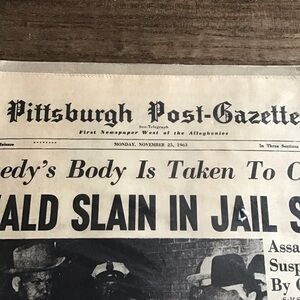 Pittsburgh Post-Gazette
Sun-Telegraph
First Newspaper West of the Alleghenies
MONDAY, NOVEMBER 25, 1963
In Three Sections
edy's Body Is Taken To C
ALD SLAIN IN JAIL S
Assa
Susp
By G